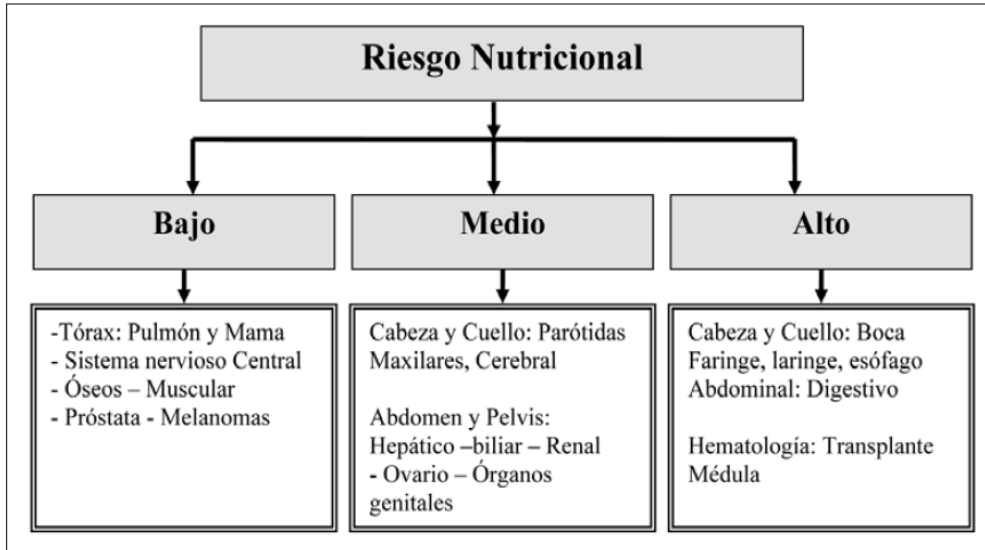 Riesgo Nutricional
Bajo
-Tórax: Pulmón y Mama
- Sistema nervioso Central
- Óseos – Muscular
- Próstata - Melanomas
Medio
Cabeza y Cuello: Parótidas
Maxilares, Cerebral
Abdomen y Pelvis:
Hepático –biliar – Renal
- Ovario – Órganos
genitales
Alto
Cabeza y Cuello: Boca
Faringe, laringe, esófago
Abdominal: Digestivo
Hematología: Transplante
Médula